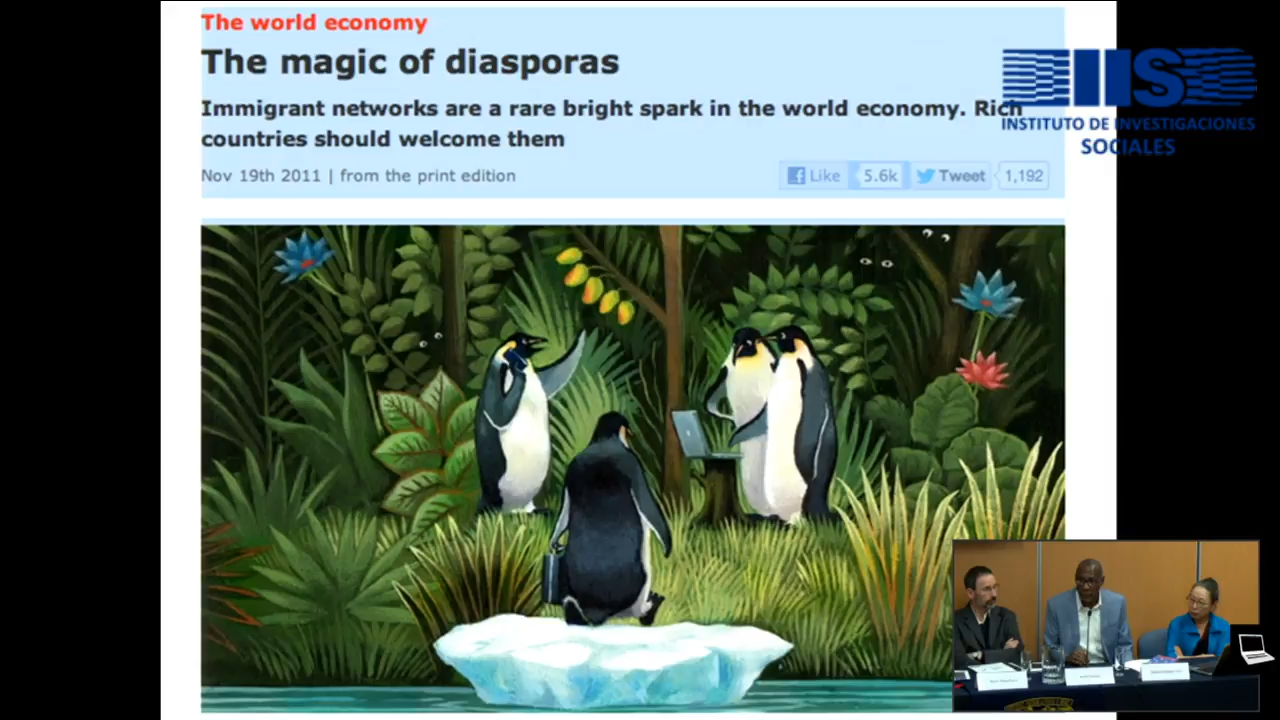 The world economy
The magic of diasporas
Immigrant networks are a rare bright spark in the world economy. Rich
countries should welcome them
Nov 19th 2011 | from the print edition
Like
5.6k
Tweet
1,192
IIS
INSTITUTO DE INVESTIGACIONES
SOCIALES